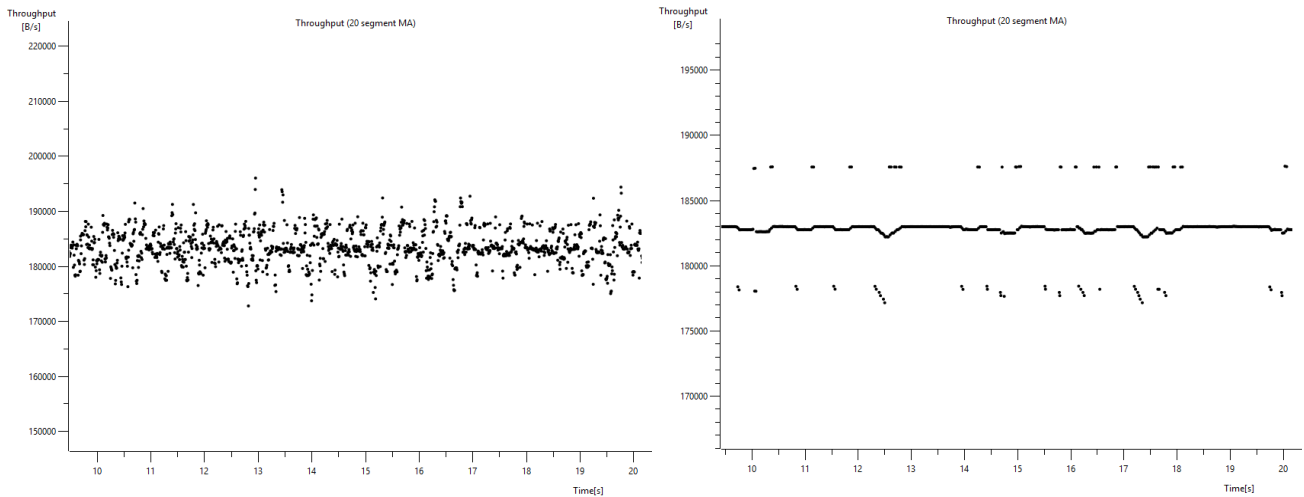 Throughput
[B/s]
Throughput (20 segment MA)
220000
210000
200000
190000
180000
170000
160000
150000
10 11 12 13 14 15 16 17 18 19 20
Time[s]
Throughput
[B/s]
Throughput (20 segment MA)
195000
190000
185000
180000
175000
170000
10 11 12 13 14 15 16 17 18 19 20
Time[s]